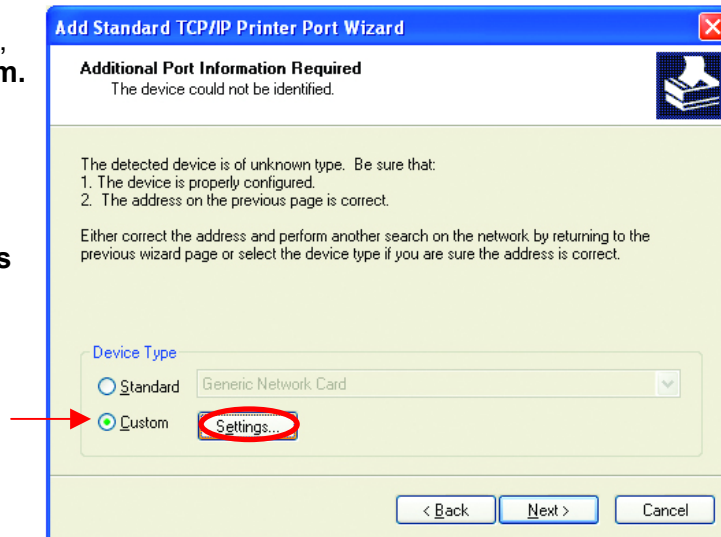 ,
m.
s
Add Standard TCP/IP Printer Port Wizard
Additional Port Information Required
The device could not be identified.
The detected device is of unknown type. Be sure that:
1. The device is properly configured.
2. The address on the previous page is correct.
Either correct the address and perform another search on the network by returning to the
previous wizard page or select the device type if you are sure the address is correct.
Device Type
Standard Generic Network Card
Custom Settings...
< Back Next > Cancel